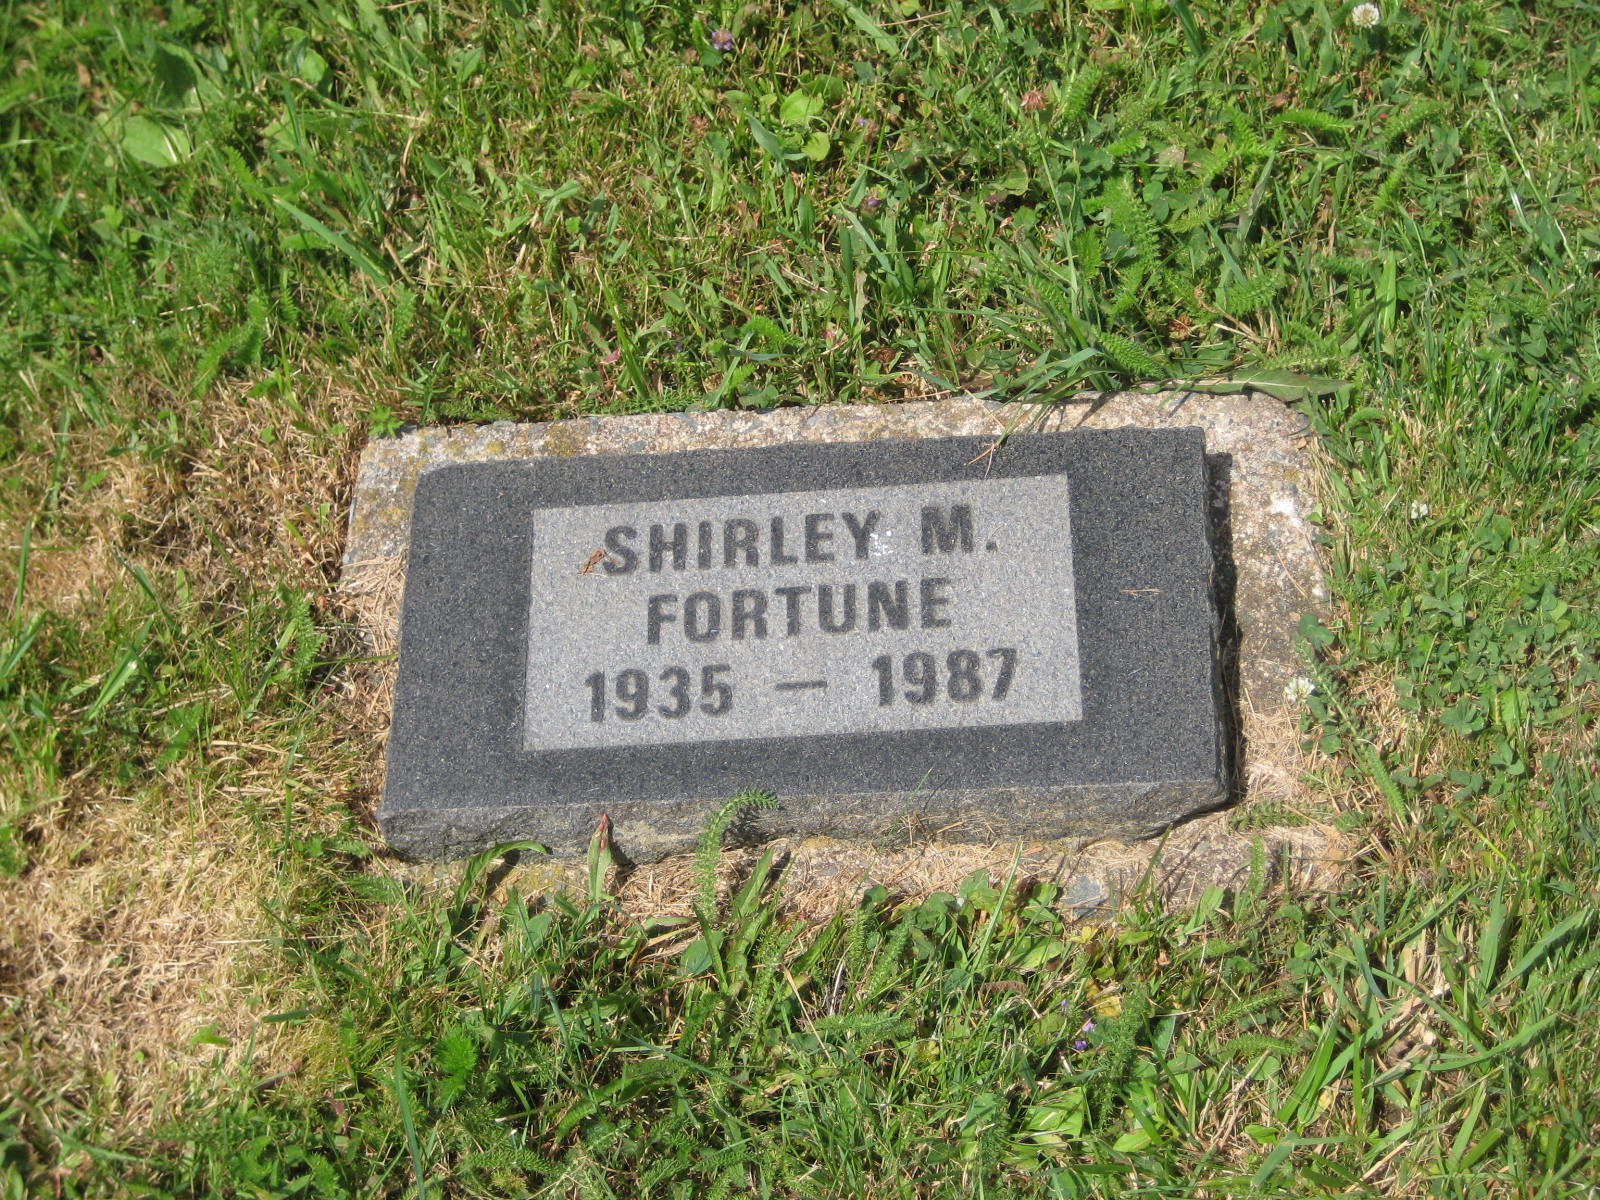 SHIRLEY M.
FORTUNE
1935 — 1987